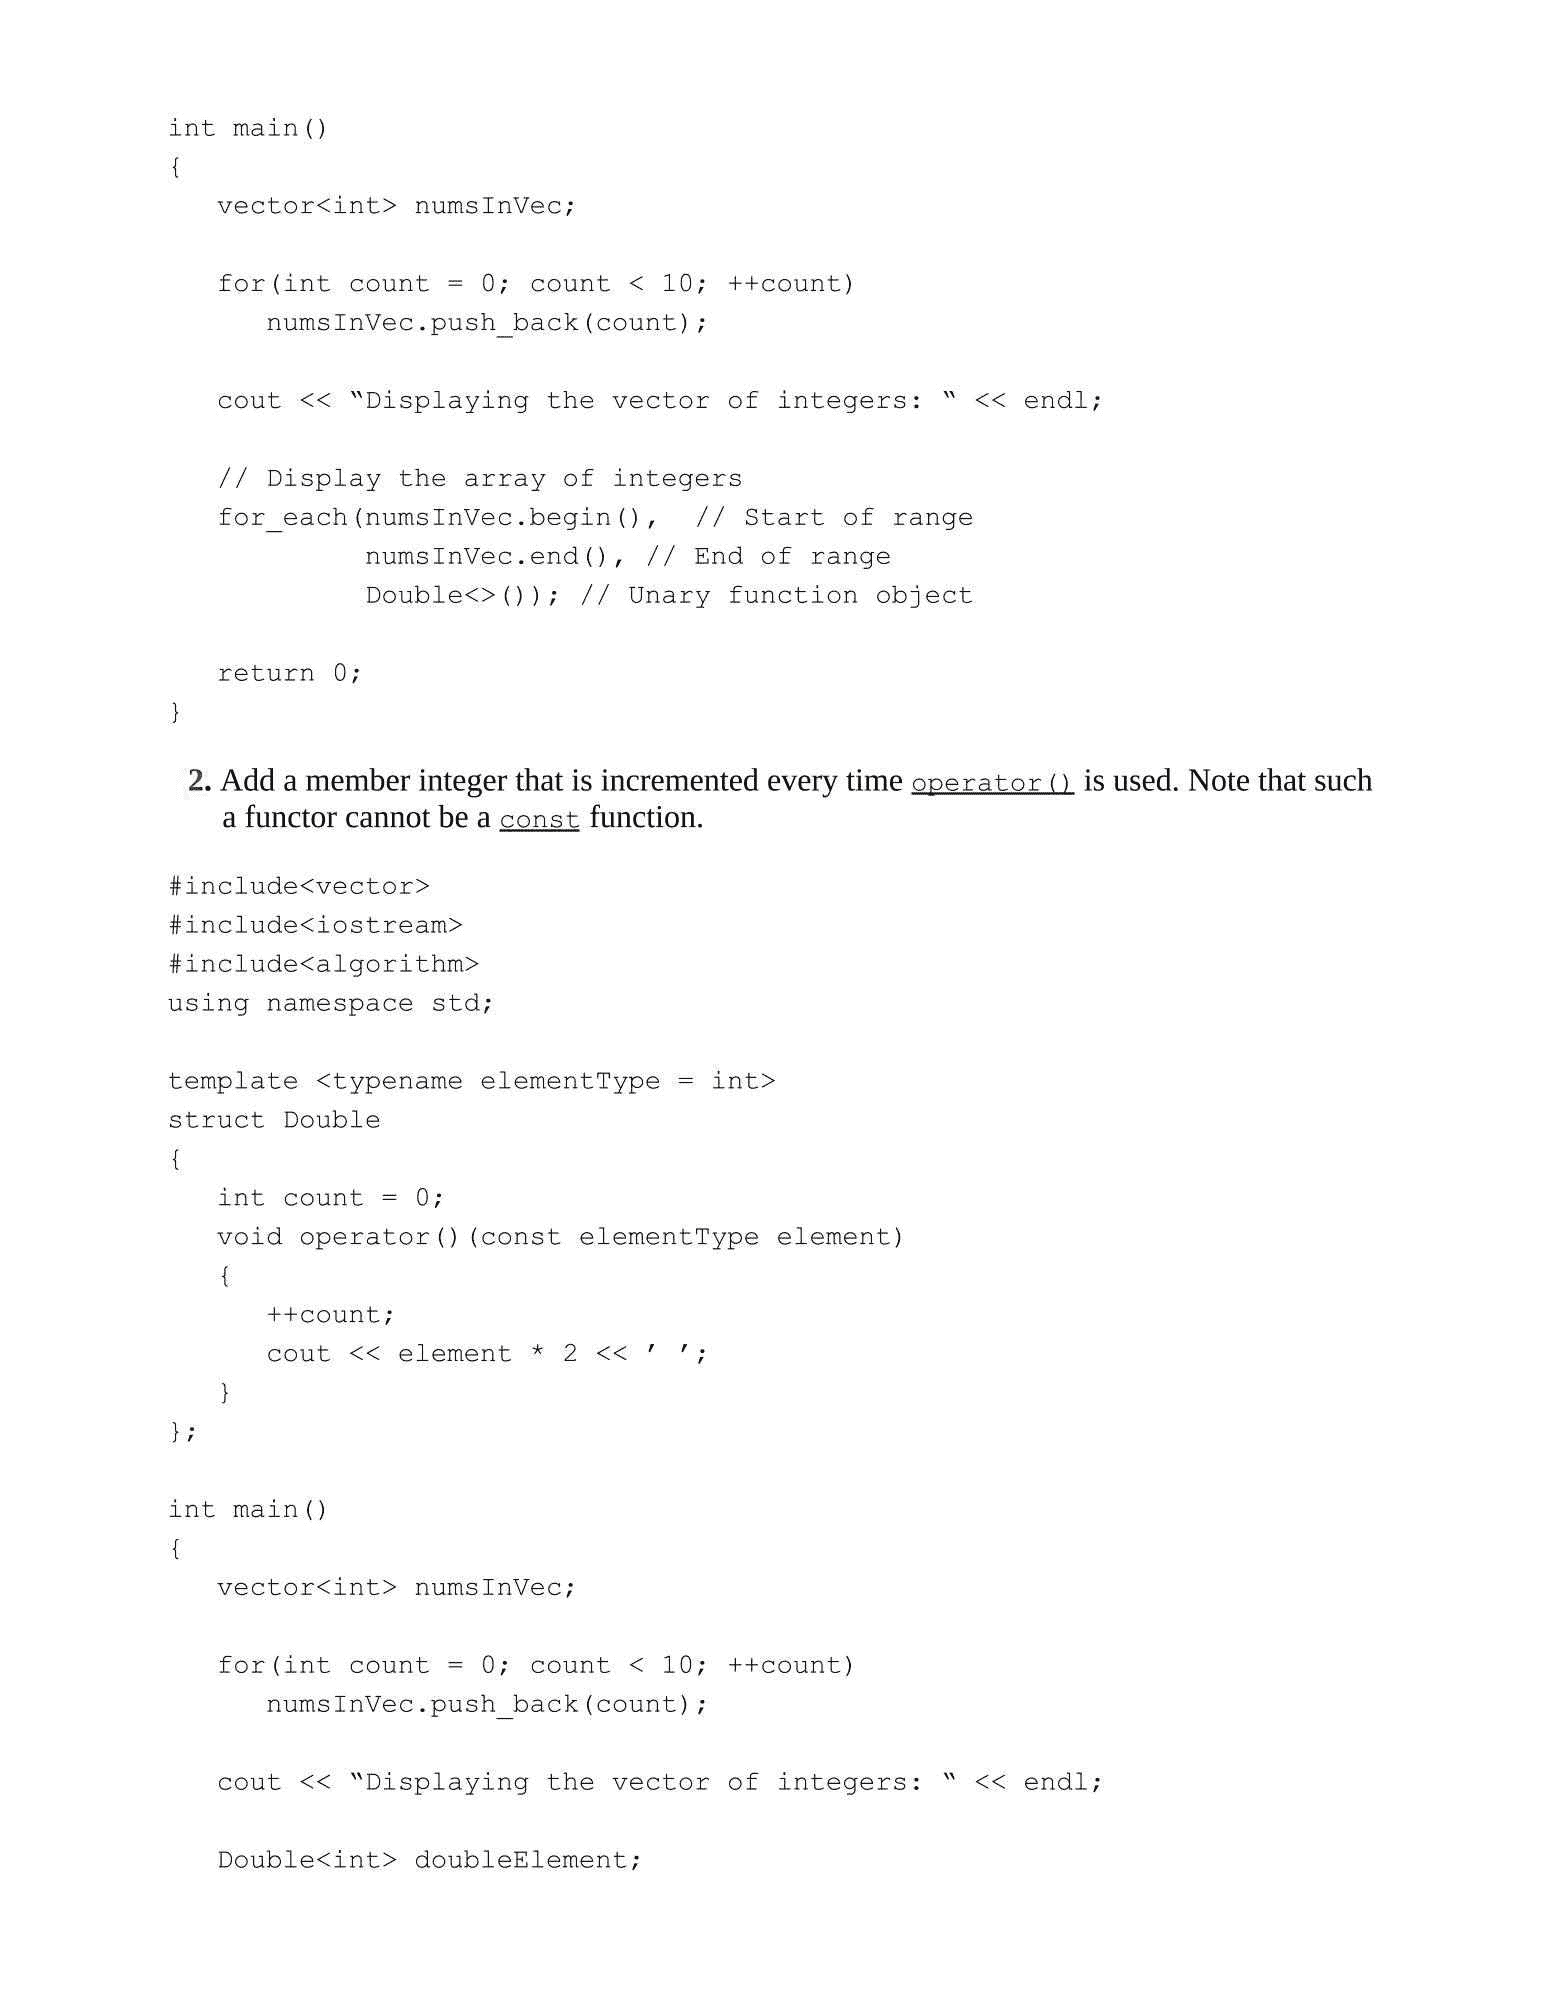 int main()
{
   vector<int> numsInVec;
   for(int count = 0; count < 10; ++count)
      numsInVec.push_back(count);
   cout << “Displaying the vector of integers: “ << endl;
   // Display the array of integers
   for_each(numsInVec.begin(),  // Start of range
            numsInVec.end(), // End of range
            Double<>()); // Unary function object
   return 0;
}
2. Add a member integer that is incremented every time operator() is used. Note that such
a functor cannot be a const function.
#include<vector>
#include<iostream>
#include<algorithm>
using namespace std;
template <typename elementType = int>
struct Double
{
   int count = 0;
   void operator()(const elementType element)
   {
      ++count;
      cout << element * 2 << ’ ’;
   }
};
int main()
{
   vector<int> numsInVec;
   for(int count = 0; count < 10; ++count)
      numsInVec.push_back(count);
   cout << “Displaying the vector of integers: “ << endl;
   Double<int> doubleElement;